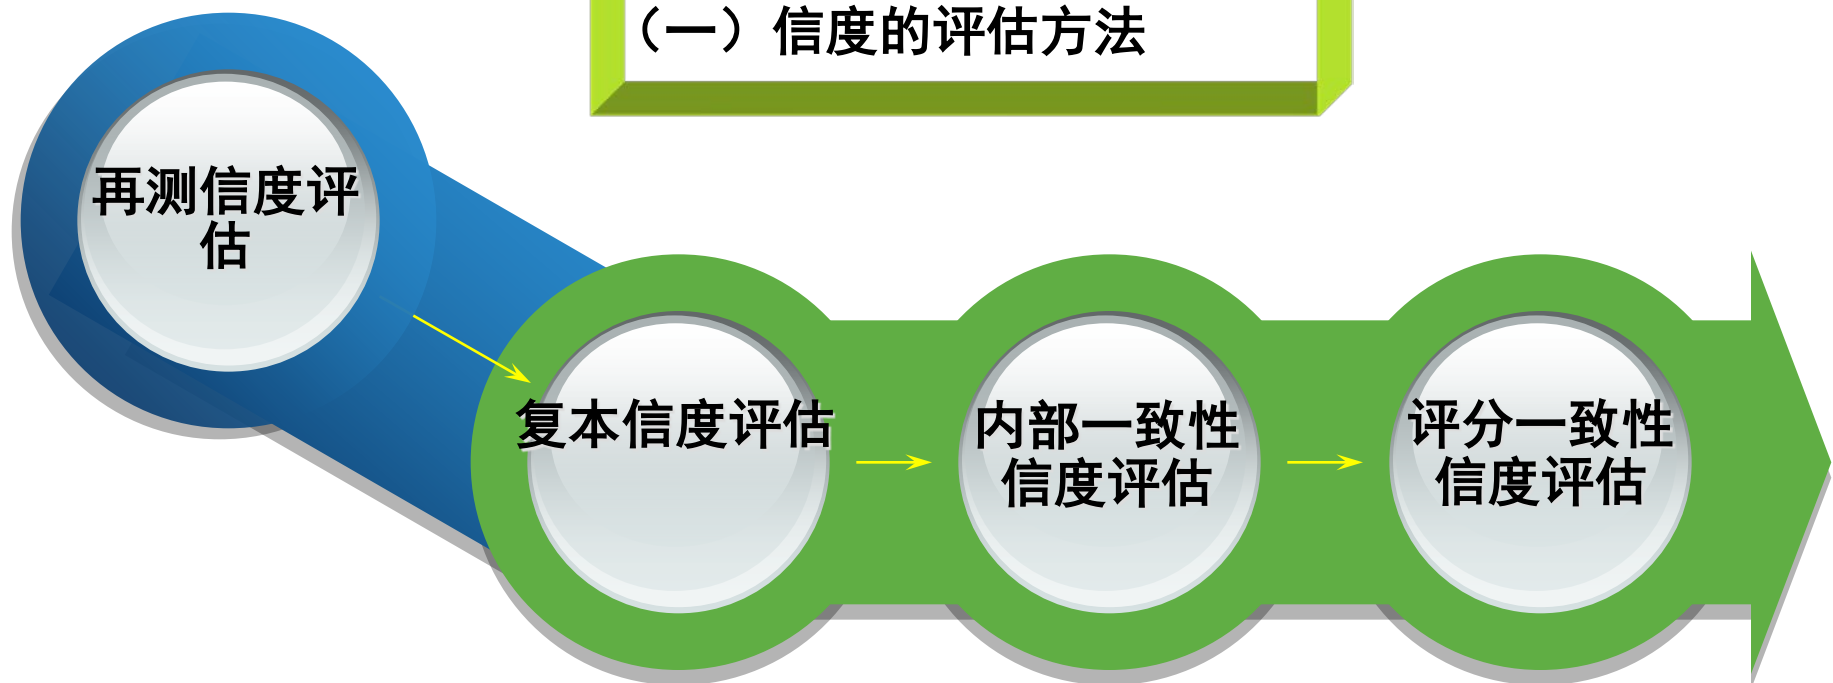 （一）信度的评估方法
再测信度评
估
复本信度评估
内部一致性
信度评估
评分一致性
信度评估